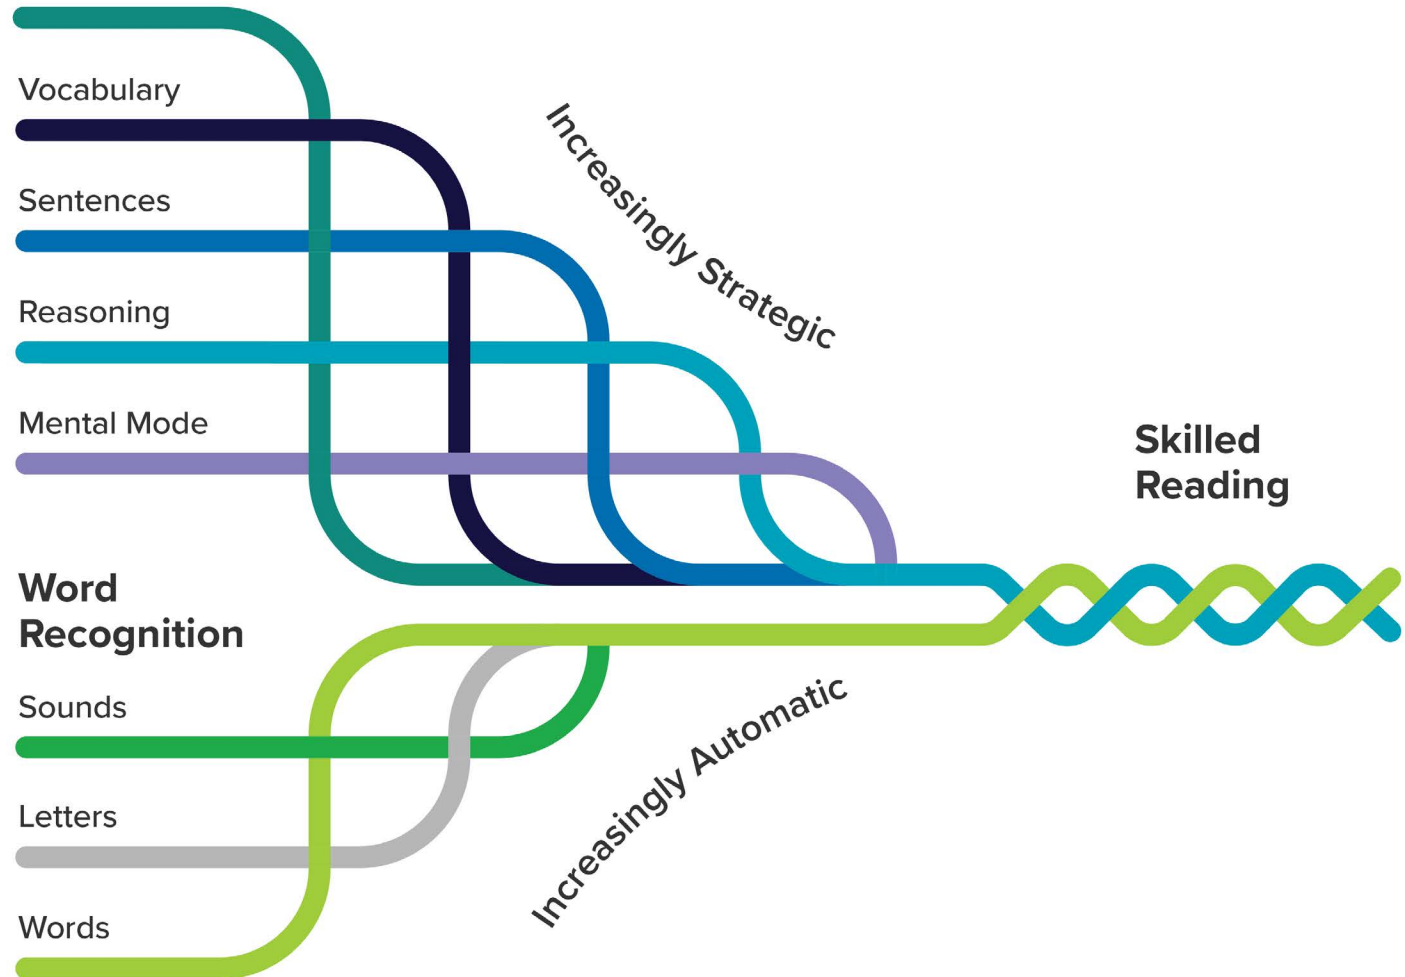 Vocabulary
Increasingly Strategic
Sentences
Reasoning
Mental Mode
Skilled
Reading
Word
Recognition
Sounds
Increasingly Automatic
Letters
Words